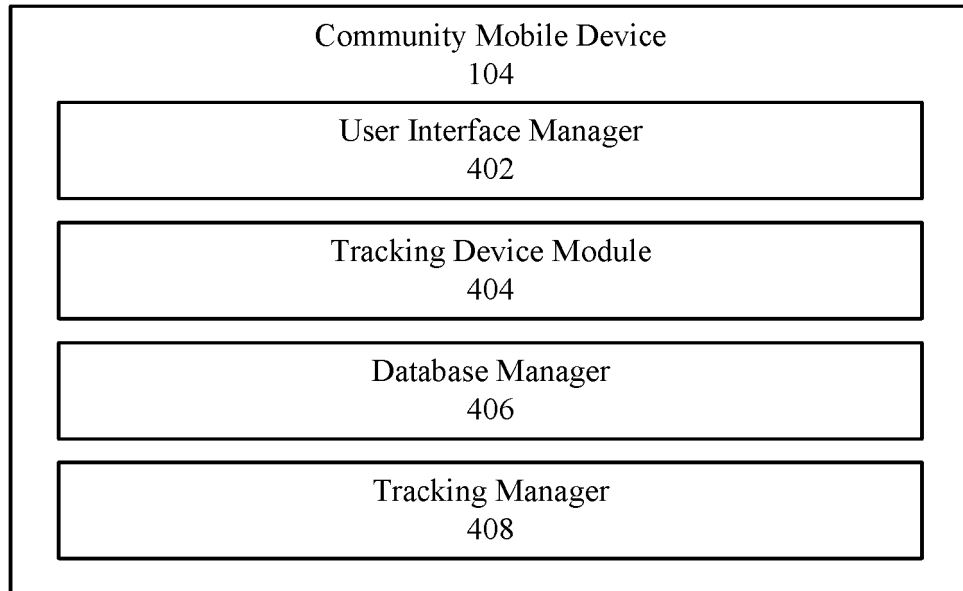 Community Mobile Device
104
User Interface Manager
402
Tracking Device Module
404
Database Manager
406
Tracking Manager
408